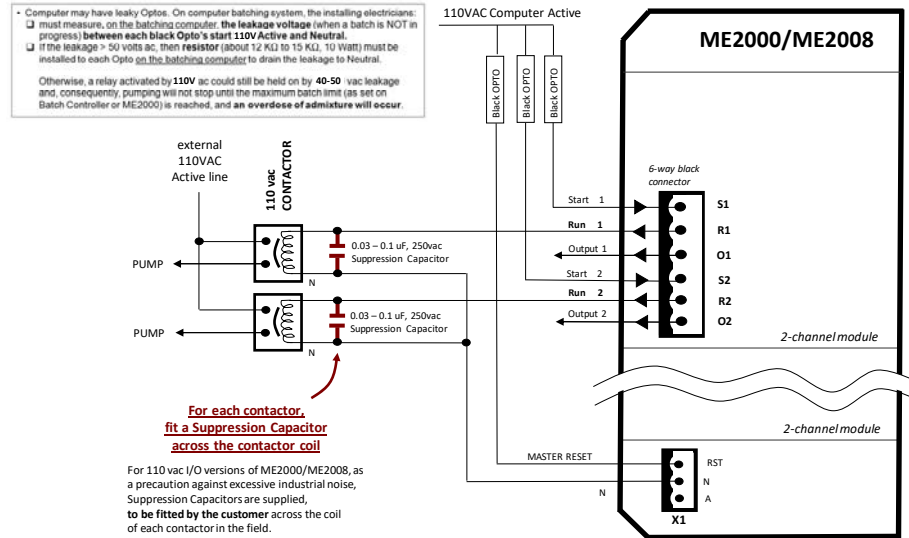 • Computer may have leaky Optos. On computer batching system, the installing electricians:
❑ must measure, on the batching computer, the leakage voltage (when a batch is NOT in
progress) between each black Opto's start 110V Active and Neutral.
❑ If the leakage > 50 volts ac, then resistor (about 12 KΩ to 15 KΩ, 10 Watt) must be
installed to each Opto on the batching computer to drain the leakage to Neutral.
Otherwise, a relay activated by 110V ac could still be held on by 40-50 vac leakage
and, consequently, pumping will not stop until the maximum batch limit (as set on
Batch Controller or ME2000) is reached, and an overdose of admixture will occur.
110VAC Computer Active
ME2000/ME2008
Black OPTO
Black OPTO
Black OPTO
external
110VAC
Active line
110 vac
CONTACTOR
6-way black
connector
Start 1
S1
Run 1
R1
Output 1
O1
Start 2
S2
Run 2
R2
Output 2
O2
0.03 – 0.1 uF, 250vac
Suppression Capacitor
PUMP
N
0.03 – 0.1 uF, 250vac
Suppression Capacitor
PUMP
N
2-channel module
2-channel module
For each contactor,
fit a Suppression Capacitor
across the contactor coil
For 110 vac I/O versions of ME2000/ME2008, as
a precaution against excessive industrial noise,
Suppression Capacitors are supplied,
to be fitted by the customer across the coil
of each contactor in the field.
MASTER RESET
RST
N
N
A
X1